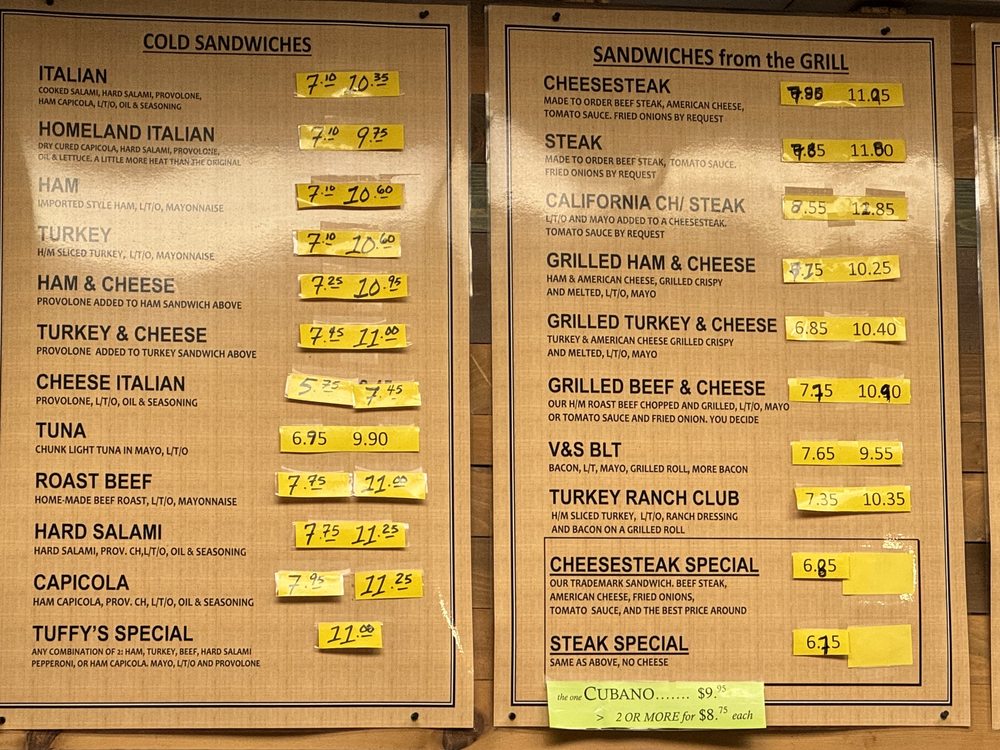 COLD SANDWICHES
ITALIAN 7.10 10.35
COOKED SALAMI, HARD SALAMI, PROVOLONE,
HAM CAPICOLA, L/T/O, OIL & SEASONING
HOMELAND ITALIAN 7.10 9.75
DRY CURED CAPICOLA, HARD SALAMI, PROVOLONE,
OIL & LETTUCE. A LITTLE MORE HEAT THAN THE ORIGINAL
HAM 7.10 10.60
IMPORTED STYLE HAM, L/T/O, MAYONNAISE
TURKEY 7.10 10.60
H/M SLICED TURKEY, L/T/O, MAYONNAISE
HAM & CHEESE 7.25 10.95
PROVOLONE ADDED TO HAM SANDWICH ABOVE
TURKEY & CHEESE 7.45 11.00
PROVOLONE ADDED TO TURKEY SANDWICH ABOVE
CHEESE ITALIAN 5.75 7.45
PROVOLONE, L/T/O, OIL & SEASONING
TUNA 6.95 9.90
CHUNK LIGHT TUNA IN MAYO, L/T/O
ROAST BEEF 7.75 11.00
HOME-MADE BEEF ROAST, L/T/O, MAYONNAISE
HARD SALAMI 7.75 11.25
HARD SALAMI, PROV. CH,L/T/O, OIL & SEASONING
CAPICOLA 7.95 11.25
HAM CAPICOLA, PROV. CH, L/T/O, OIL & SEASONING
TUFFY'S SPECIAL 11.00
ANY COMBINATION OF 2: HAM, TURKEY, BEEF, HARD SALAMI
PEPPERONI, OR HAM CAPICOLA. MAYO, L/T/O AND PROVOLONE
SANDWICHES from the GRILL
CHEESESTEAK
MADE TO ORDER BEEF STEAK, AMERICAN CHEESE,
TOMATO SAUCE. FRIED ONIONS BY REQUEST
STEAK
MADE TO ORDER BEEF STEAK, TOMATO SAUCE.
FRIED ONIONS BY REQUEST
CALIFORNIA CH/ STEAK 8.55
L/T/O AND MAYO ADDED TO A CHEESESTEAK.
TOMATO SAUCE BY REQUEST
GRILLED HAM & CHEESE 10.25
HAM & AMERICAN CHEESE, GRILLED CRISPY
AND MELTED, L/T/O, MAYO
GRILLED TURKEY & CHEESE 6.85 10.40
TURKEY & AMERICAN CHEESE GRILLED CRISPY
AND MELTED, L/T/O, MAYO
GRILLED BEEF & CHEESE
OUR H/M ROAST BEEF CHOPPED AND GRILLED, L/T/O, MAYO
OR TOMATO SAUCE AND FRIED ONION. YOU DECIDE
V&S BLT 7.65 9.55
BACON, L/T, MAYO, GRILLED ROLL, MORE BACON
TURKEY RANCH CLUB 7.35 10.35
H/M SLICED TURKEY, L/T/O, RANCH DRESSING
AND BACON ON A GRILLED ROLL
CHEESESTEAK SPECIAL
OUR TRADEMARK SANDWICH. BEEF STEAK,
AMERICAN CHEESE, FRIED ONIONS,
TOMATO SAUCE, AND THE BEST PRICE AROUND
STEAK SPECIAL
SAME AS ABOVE, NO CHEESE
the one CUBANO....... $9.95
> 2 OR MORE for $8.75 each